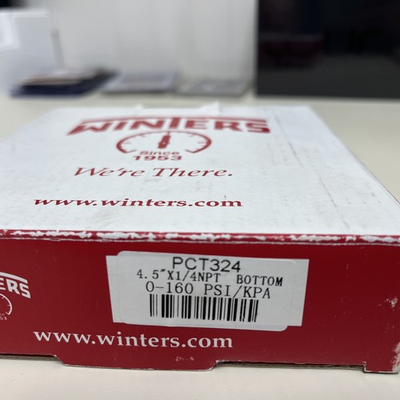 WINTERS
Since
1953
We're There.
www.winters.com
PCT324
4.5"X1/4NPT BOTTOM
0-160 PSI/KPA
ERS
www.winters.com